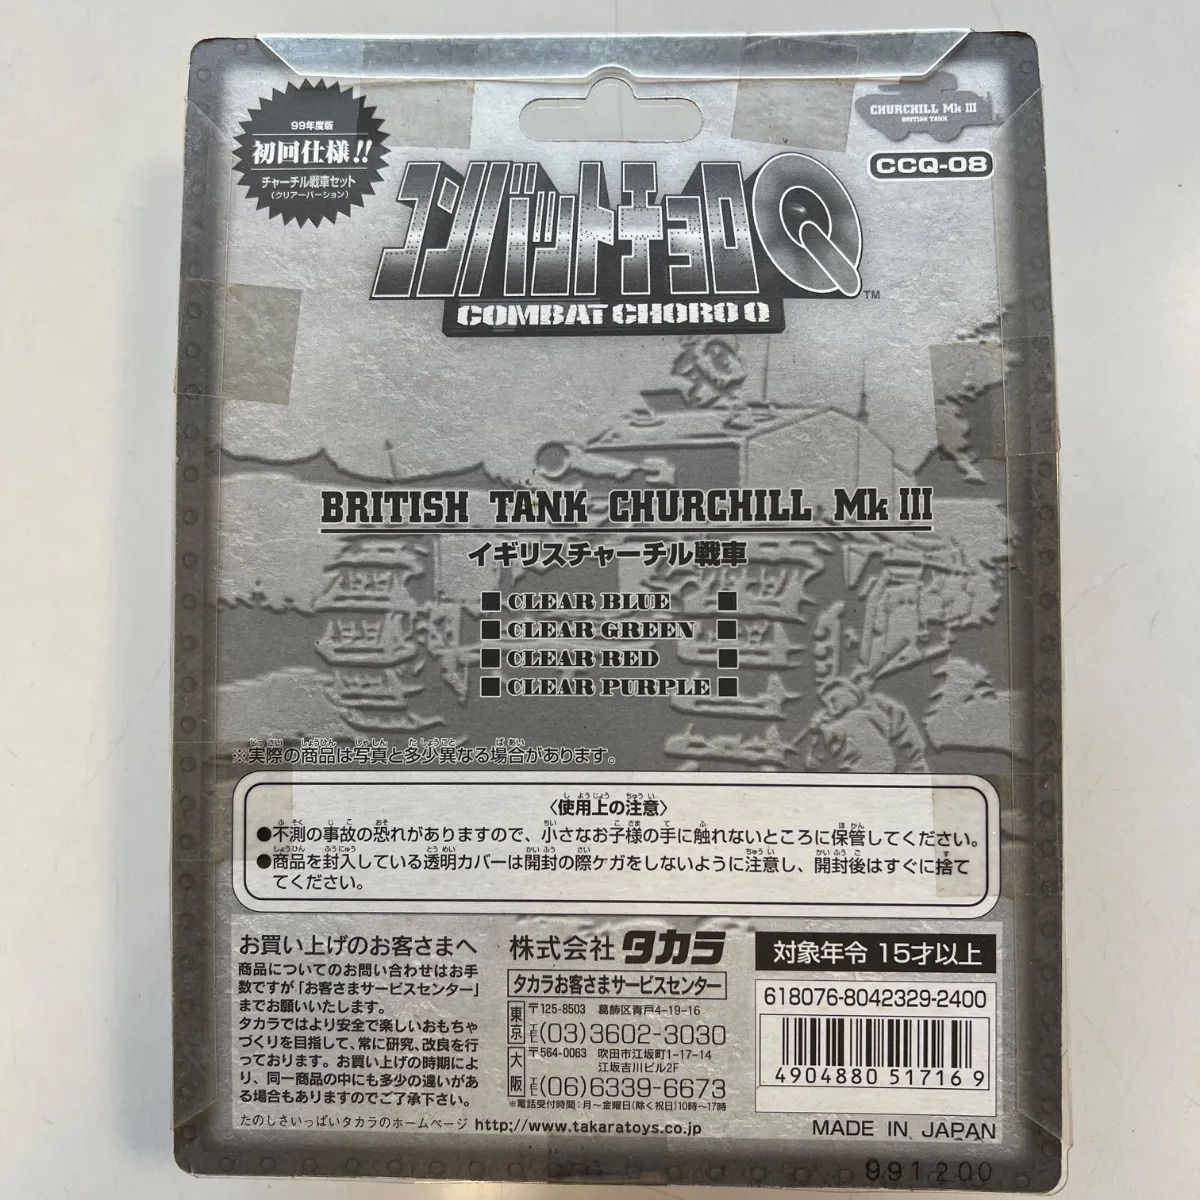 99年度版
初回仕様!!
チャーチル戦車セット
(クリアーバージョン)
CHURCHILL Mk III
BRITISH TANK
CCQ-08
コンバットチョロQ
TM
COMBAT CHORO Q
BRITISH TANK CHURCHILL Mk III
イギリスチャーチル戦車
■ CLEAR BLUE ■
■ CLEAR GREEN ■
■ CLEAR RED ■
■ CLEAR PURPLE ■
※実際の商品は写真と多少異なる場合があります。
〈使用上の注意〉
●不測の事故の恐れがありますので、小さなお子様の手に触れないところに保管してください。
●商品を封入している透明カバーは開封の際ケガをしないように注意し、開封後はすぐに捨て
てください。
お買い上げのお客さまへ
商品についてのお問い合わせはお手
数ですが「お客さまサービスセンター」
までお願いいたします。
タカラではより安全で楽しいおもちゃ
づくりを目指して、常に研究、改良を行
っております。お買い上げの時期によ
り、同一商品の中にも多少の違いがあ
る場合もありますのでご了承下さい。
株式会社 タカラ
タカラお客さまサービスセンター
東京
〒125-8503 葛飾区青戸4-19-16
TEL(03)3602-3030
大阪
〒564-0063 吹田市江坂町1-17-14
江坂吉川ビル2F
TEL(06)6339-6673
※電話受付時間:月~金曜日(除く祝日)10時~17時
たのしさいっぱいタカラのホームページ http://www.takaratoys.co.jp
対象年令 15才以上
618076-8042329-2400
4904880517169
MADE IN JAPAN
991200